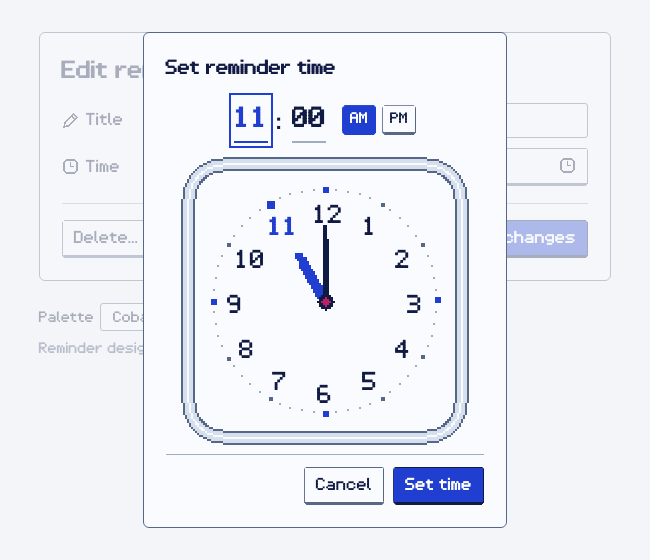 Edit re
Set reminder time
11 : 00 AM PM
Title
Time
Delete...
changes
Palette Coba
Reminder desig
12
11 1
10 2
9 3
8 4
7 5
6
Cancel Set time